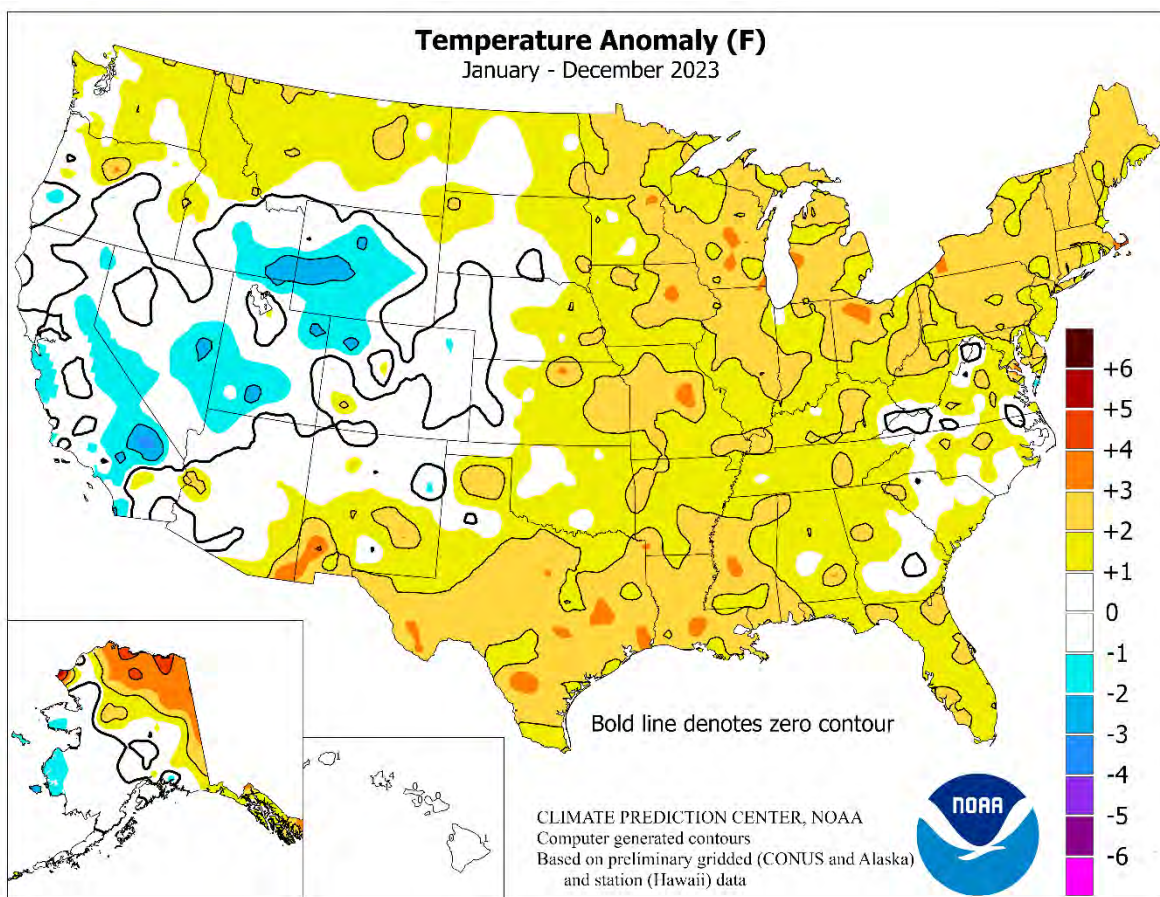 Temperature Anomaly (F)
January - December 2023
+6
+5
+4
+3
+2
+1
0
-1
-2
-3
-4
-5
-6
Bold line denotes zero contour
CLIMATE PREDICTION CENTER, NOAA
Computer generated contours
Based on preliminary gridded (CONUS and Alaska)
and station (Hawaii) data
NOAA